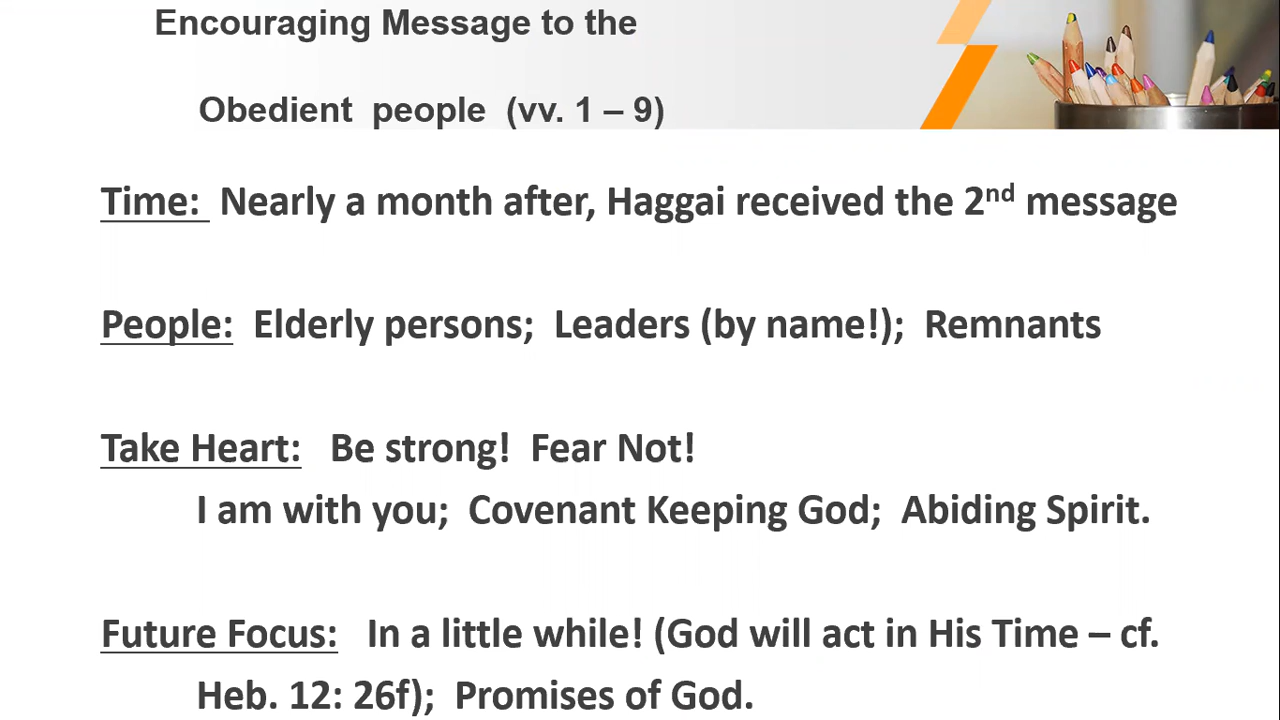 Encouraging Message to the
Obedient people (vv. 1 – 9)
Time: Nearly a month after, Haggai received the 2nd message
People: Elderly persons; Leaders (by name!); Remnants
Take Heart: Be strong! Fear Not!
I am with you; Covenant Keeping God; Abiding Spirit.
Future Focus: In a little while! (God will act in His Time – cf.
Heb. 12: 26f); Promises of God.